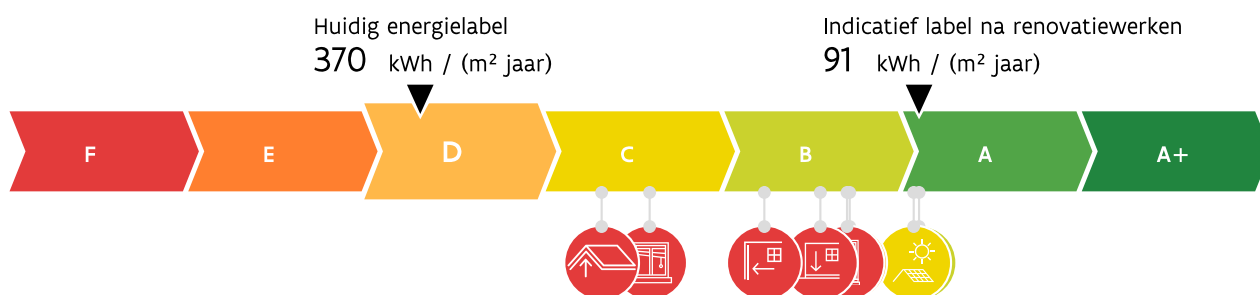 Huidig energielabel
370 kWh / (m² jaar)
Indicatief label na renovatiewerken
91 kWh / (m² jaar)
F E D C B A A+